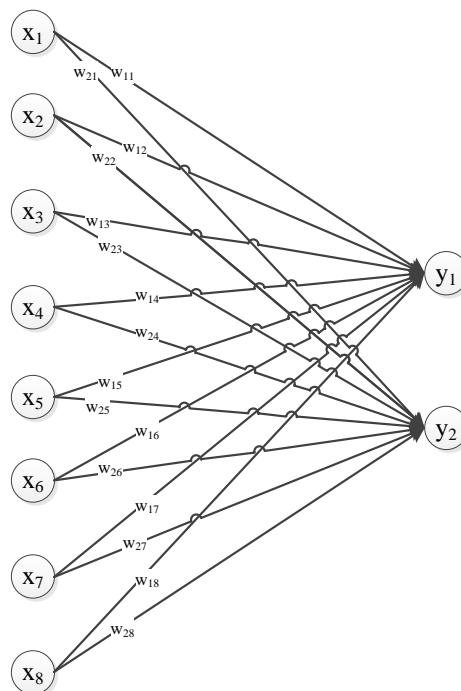 x₁
w₁₁
w₂₁
x₂
w₁₂
w₂₂
x₃
w₁₃
w₂₃
y₁
x₄
w₁₄
w₂₄
x₅
w₁₅
w₂₅
y₂
w₁₆
x₆
w₂₆
w₁₇
w₂₇
x₇
w₁₈
w₂₈
x₈